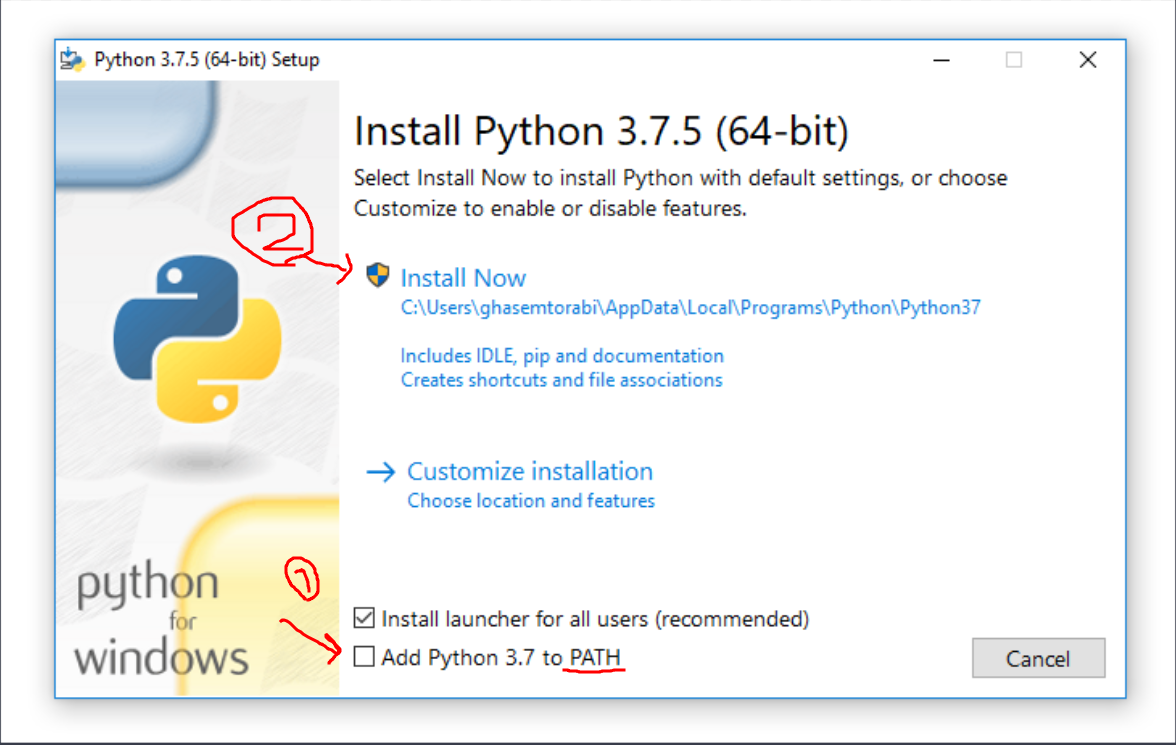 Python 3.7.5 (64-bit) Setup
Install Python 3.7.5 (64-bit)
Select Install Now to install Python with default settings, or choose
Customize to enable or disable features.
2
Install Now
C:\Users\ghasemtorabi\AppData\Local\Programs\Python\Python37
Includes IDLE, pip and documentation
Creates shortcuts and file associations
Customize installation
Choose location and features
python
for
windows
1
Install launcher for all users (recommended)
Add Python 3.7 to PATH
Cancel